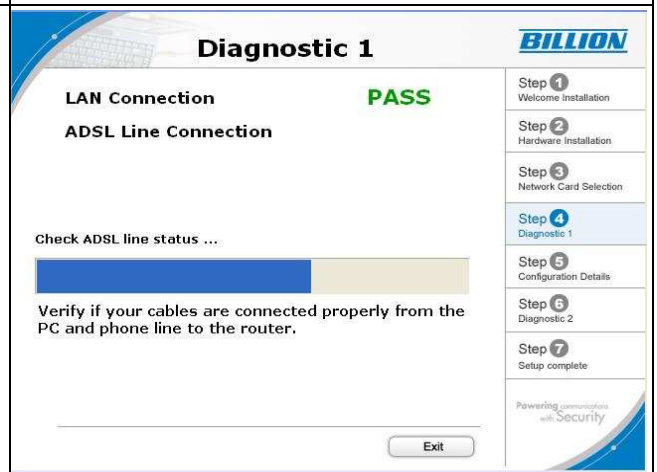 Diagnostic 1
BILLION
LAN Connection PASS
ADSL Line Connection
Check ADSL line status ...
Verify if your cables are connected properly from the
PC and phone line to the router.
Exit
Step 1
Welcome Installation
Step 2
Hardware Installation
Step 3
Network Card Selection
Step 4
Diagnostic 1
Step 5
Configuration Details
Step 6
Diagnostic 2
Step 7
Setup complete
Powering communications
with Security